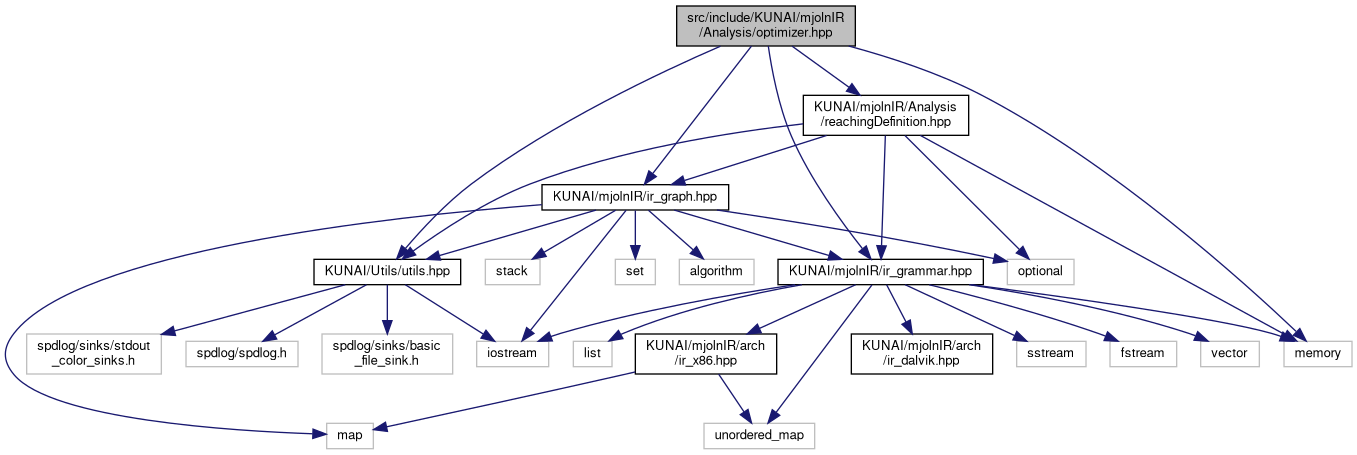 src/include/KUNAI/mjolnIR
/Analysis/optimizer.hpp
KUNAI/mjolnIR/Analysis
/reachingDefinition.hpp
KUNAI/mjolnIR/ir_graph.hpp
KUNAI/Utils/utils.hpp
stack
set
algorithm
KUNAI/mjolnIR/ir_grammar.hpp
optional
spdlog/sinks/stdout
_color_sinks.h
spdlog/spdlog.h
spdlog/sinks/basic
_file_sink.h
iostream
list
KUNAI/mjolnIR/arch
/ir_x86.hpp
KUNAI/mjolnIR/arch
/ir_dalvik.hpp
sstream
fstream
vector
memory
map
unordered_map